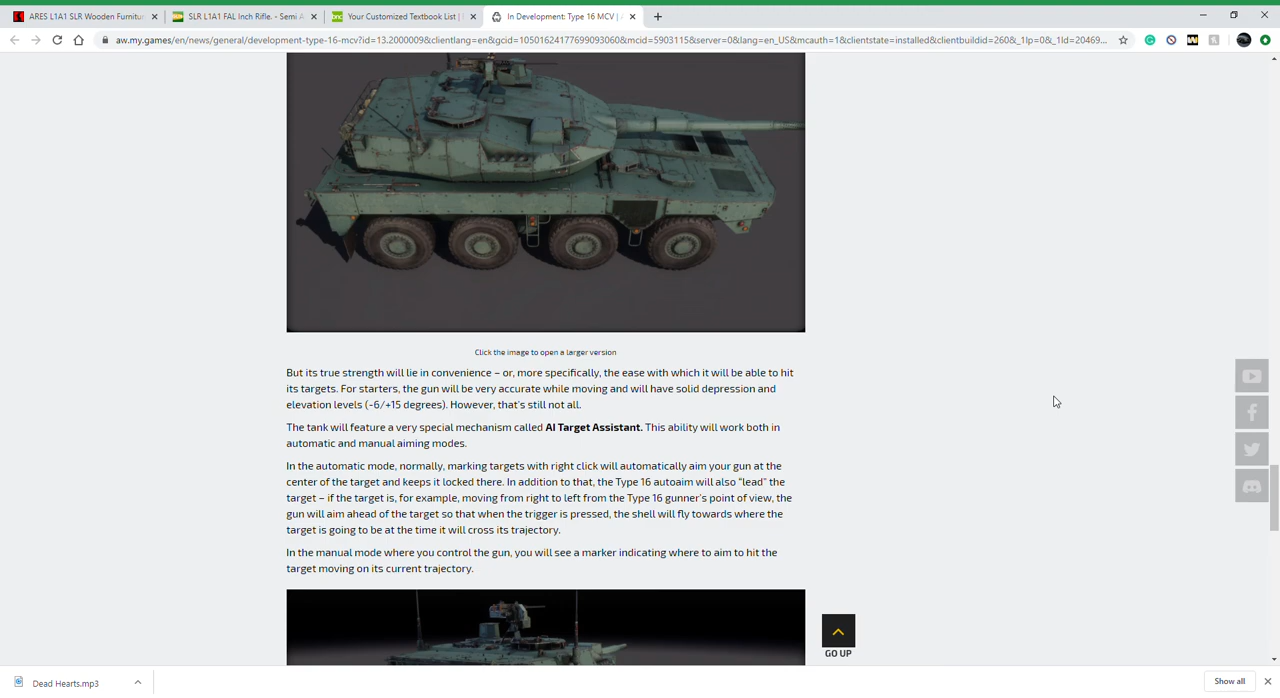 ARES L1A1 SLR Wooden Furnitur
SLR L1A1 FAL Inch Rifle. - Semi A
bnc
Your Customized Textbook List |
In Development: Type 16 MCV | A
aw.my.games/en/news/general/development-type-16-mcv?id=13.2000009&clientlang=en&gcid=10501624177699093060&mcid=5903115&server=0&lang=en_US&mcauth=1&clientstate=installed&clientbuildid=260&_1lp=0&_1ld=20469...
Click the image to open a larger version
But its true strength will lie in convenience – or, more specifically, the ease with which it will be able to hit
its targets. For starters, the gun will be very accurate while moving and will have solid depression and
elevation levels (-6/+15 degrees). However, that's still not all.
The tank will feature a very special mechanism called AI Target Assistant. This ability will work both in
automatic and manual aiming modes.
In the automatic mode, normally, marking targets with right click will automatically aim your gun at the
center of the target and keeps it locked there. In addition to that, the Type 16 autoaim will also "lead" the
target – if the target is, for example, moving from right to left from the Type 16 gunner's point of view, the
gun will aim ahead of the target so that when the trigger is pressed, the shell will fly towards where the
target is going to be at the time it will cross its trajectory.
In the manual mode where you control the gun, you will see a marker indicating where to aim to hit the
target moving on its current trajectory.
GO UP
Dead Hearts.mp3
Show all